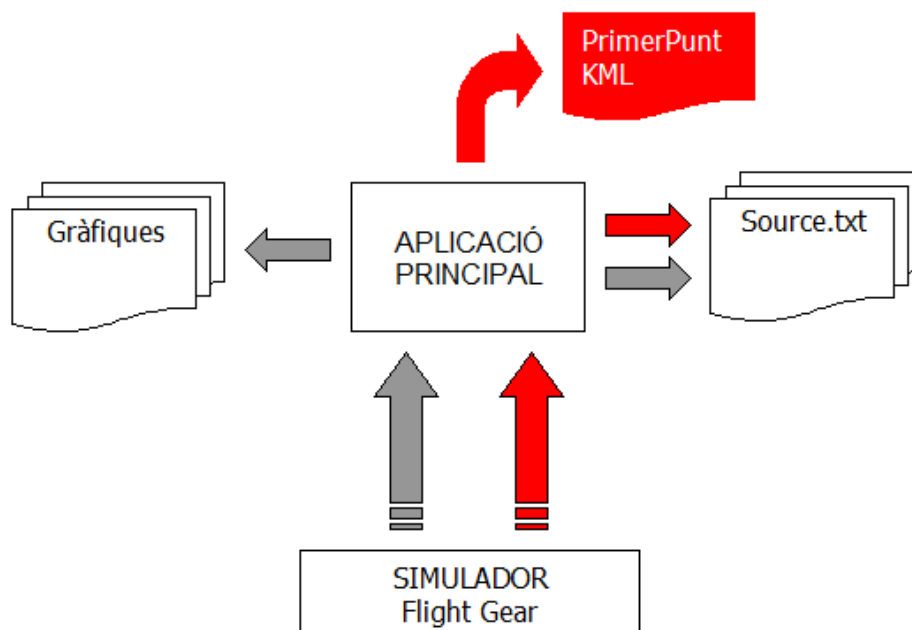 PrimerPunt
KML
Gràfiques
APLICACIÓ
PRINCIPAL
Source.txt
SIMULADOR
Flight Gear